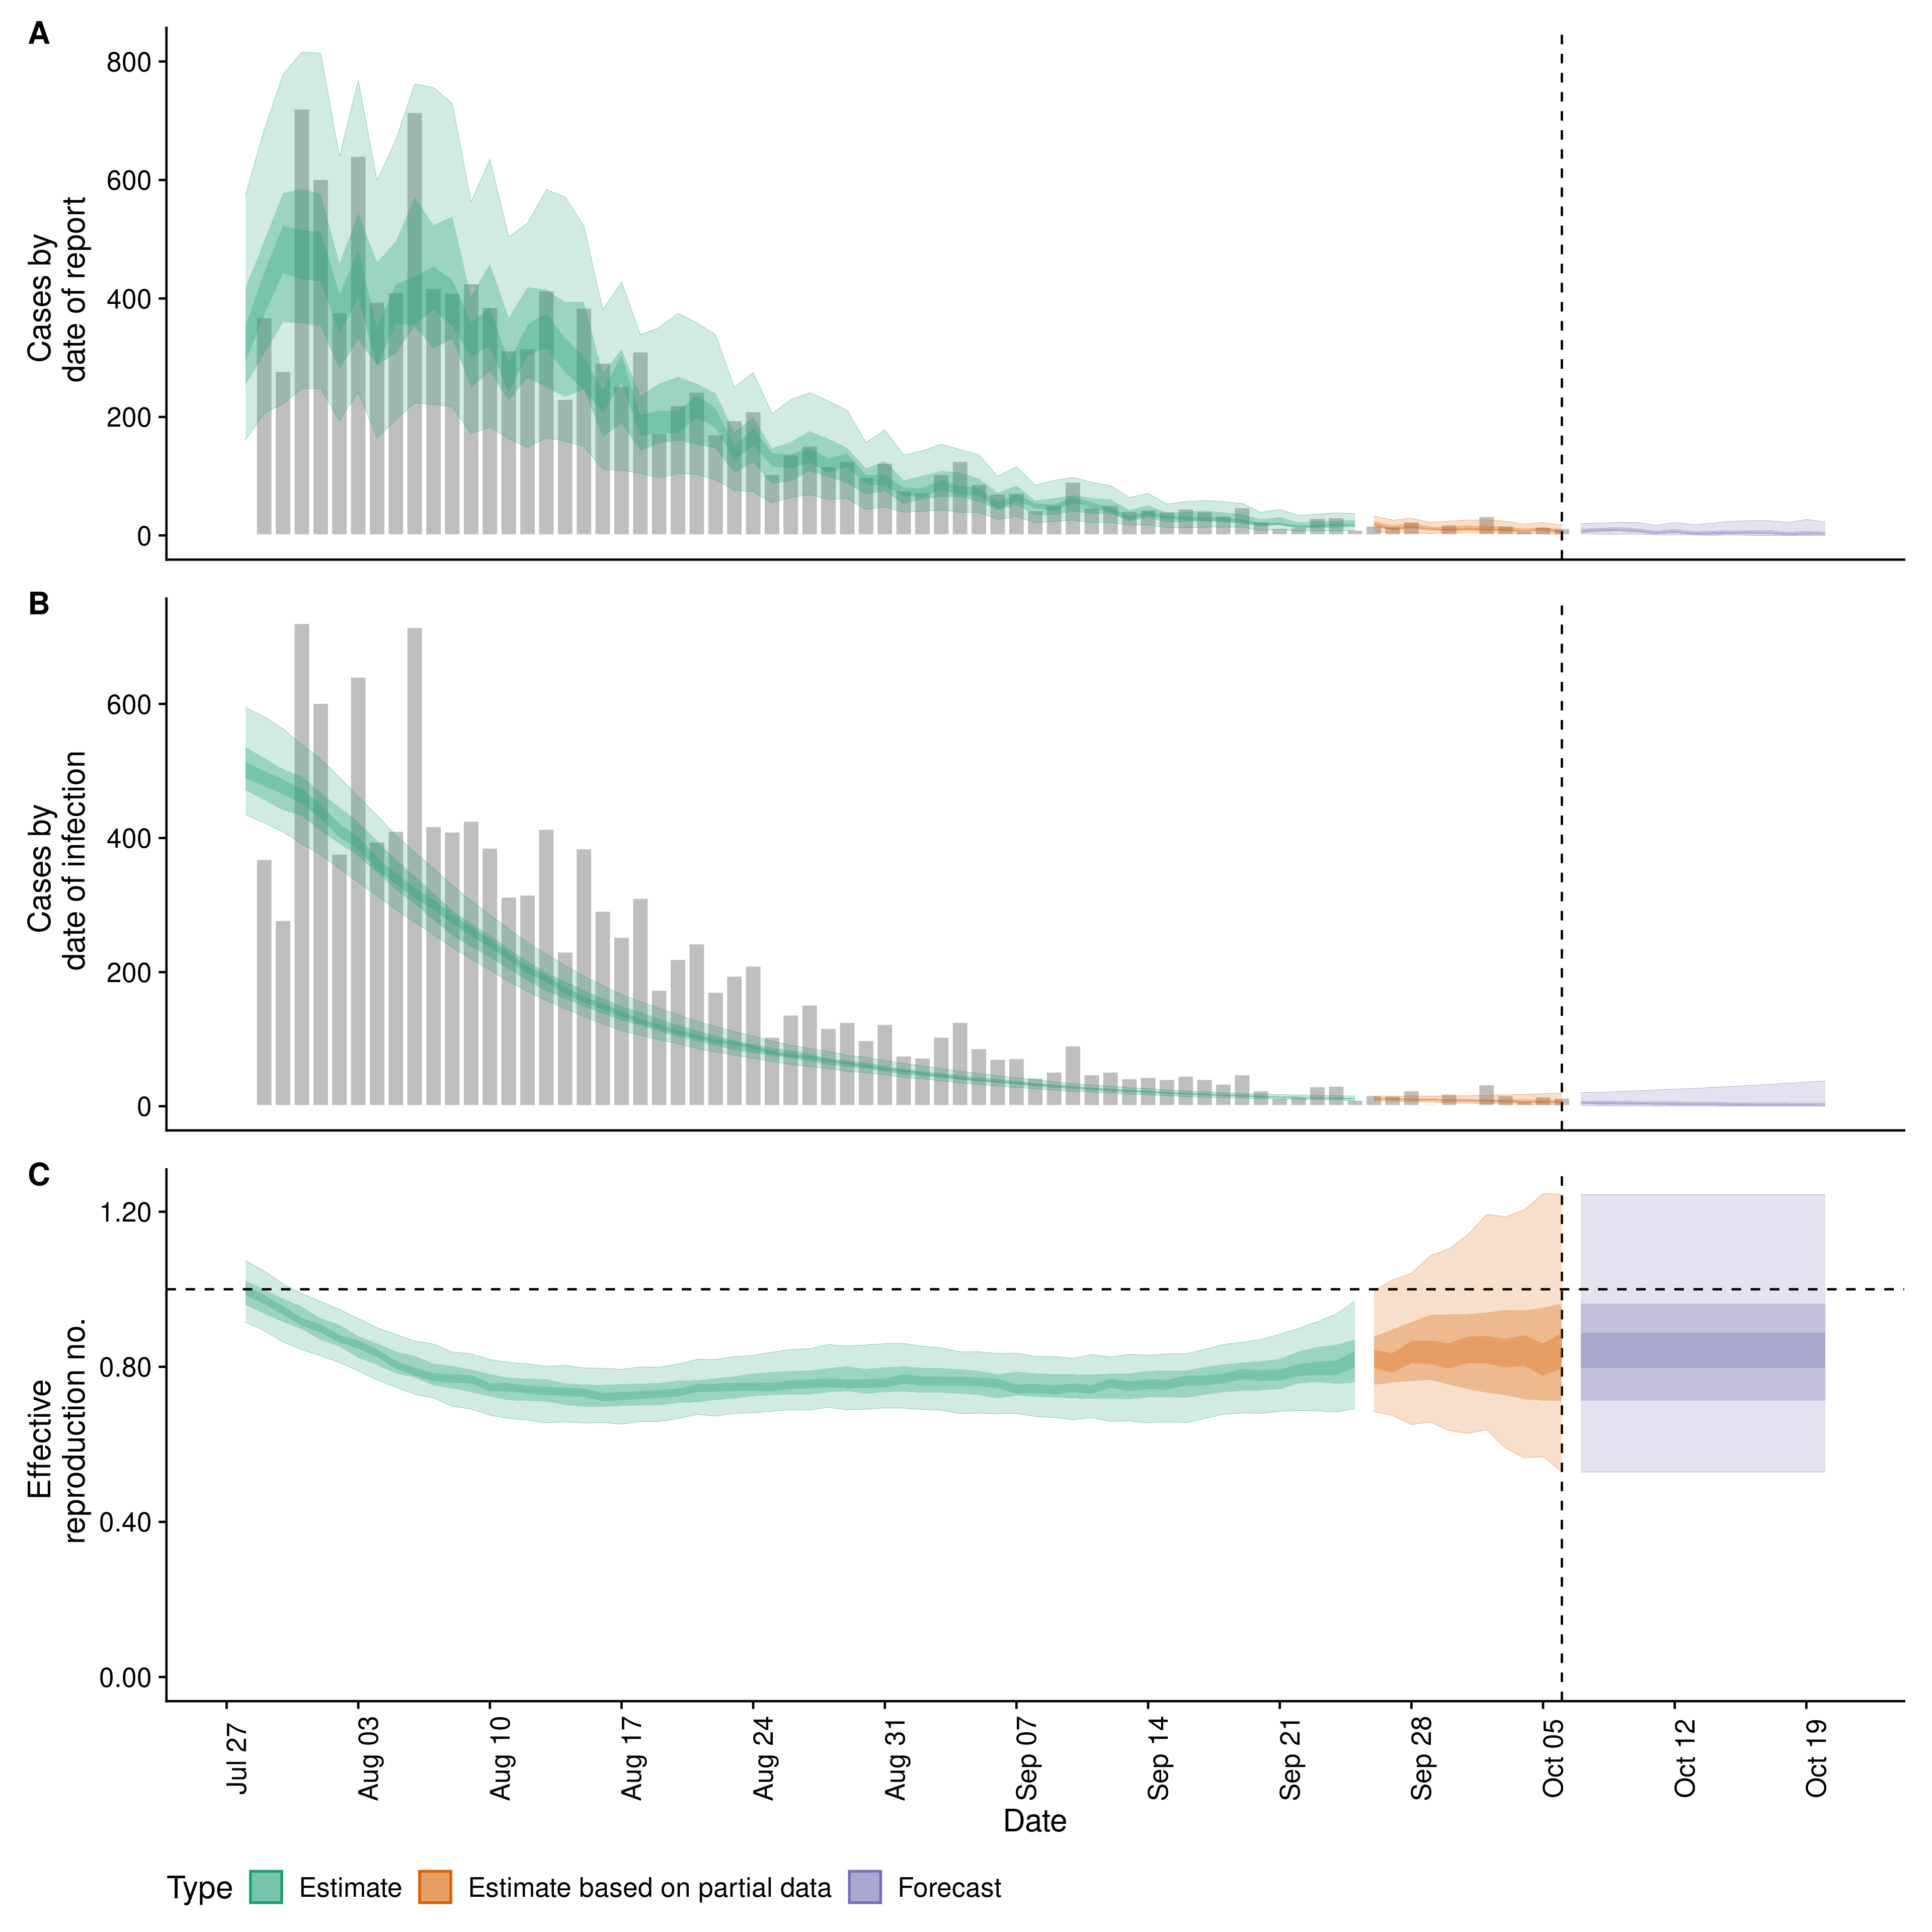 A
800
600
400
200
0
Cases by
date of report
B
600
400
200
0
Cases by
date of infection
C
1.20
0.80
0.40
0.00
Effective
reproduction no.
Jul 27
Aug 03
Aug 10
Aug 17
Aug 24
Aug 31
Sep 07
Sep 14
Sep 21
Sep 28
Oct 05
Oct 12
Oct 19
Date
Type Estimate Estimate based on partial data Forecast